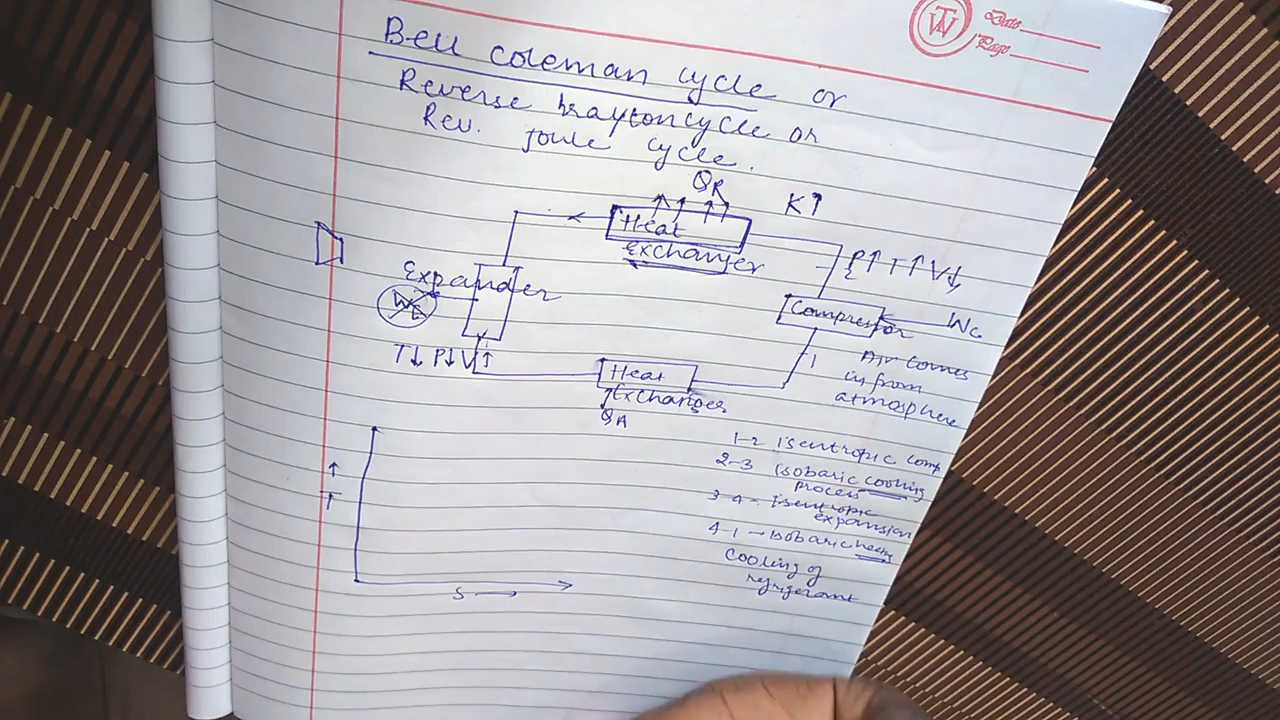 Date
Page
Bell coleman cycle or
Reverse braytoncycle or
Rev. joule cycle.
QR
K↑
Heat
Exchanger
P↑ T↑ V↓
Expander
Compressor
Wc
T↓ P↓ V↑
1
Air comes
in from
atmosphere
Heat
Exchanger
QA
1-2 isentropic comp
2-3 isobaric cooling
process
3-4 - isentropic
expansion
4-1 → isobaric
cooling of
refrigerant
↑
T
S →